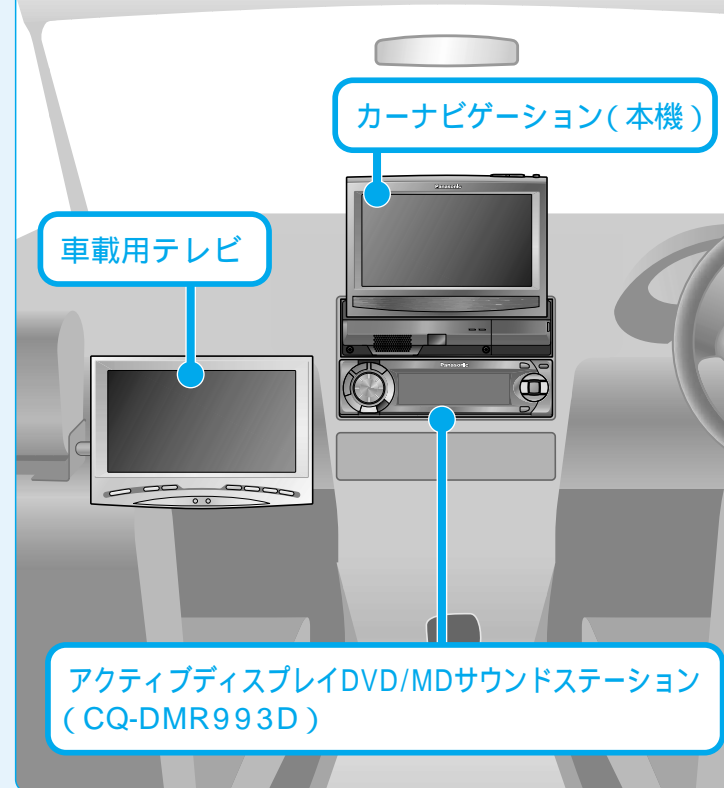 カーナビゲーション(本機)
Panasonic
車載用テレビ
Panasonic
アクティブディスプレイDVD/MDサウンドステーション
(CQ-DMR993D)